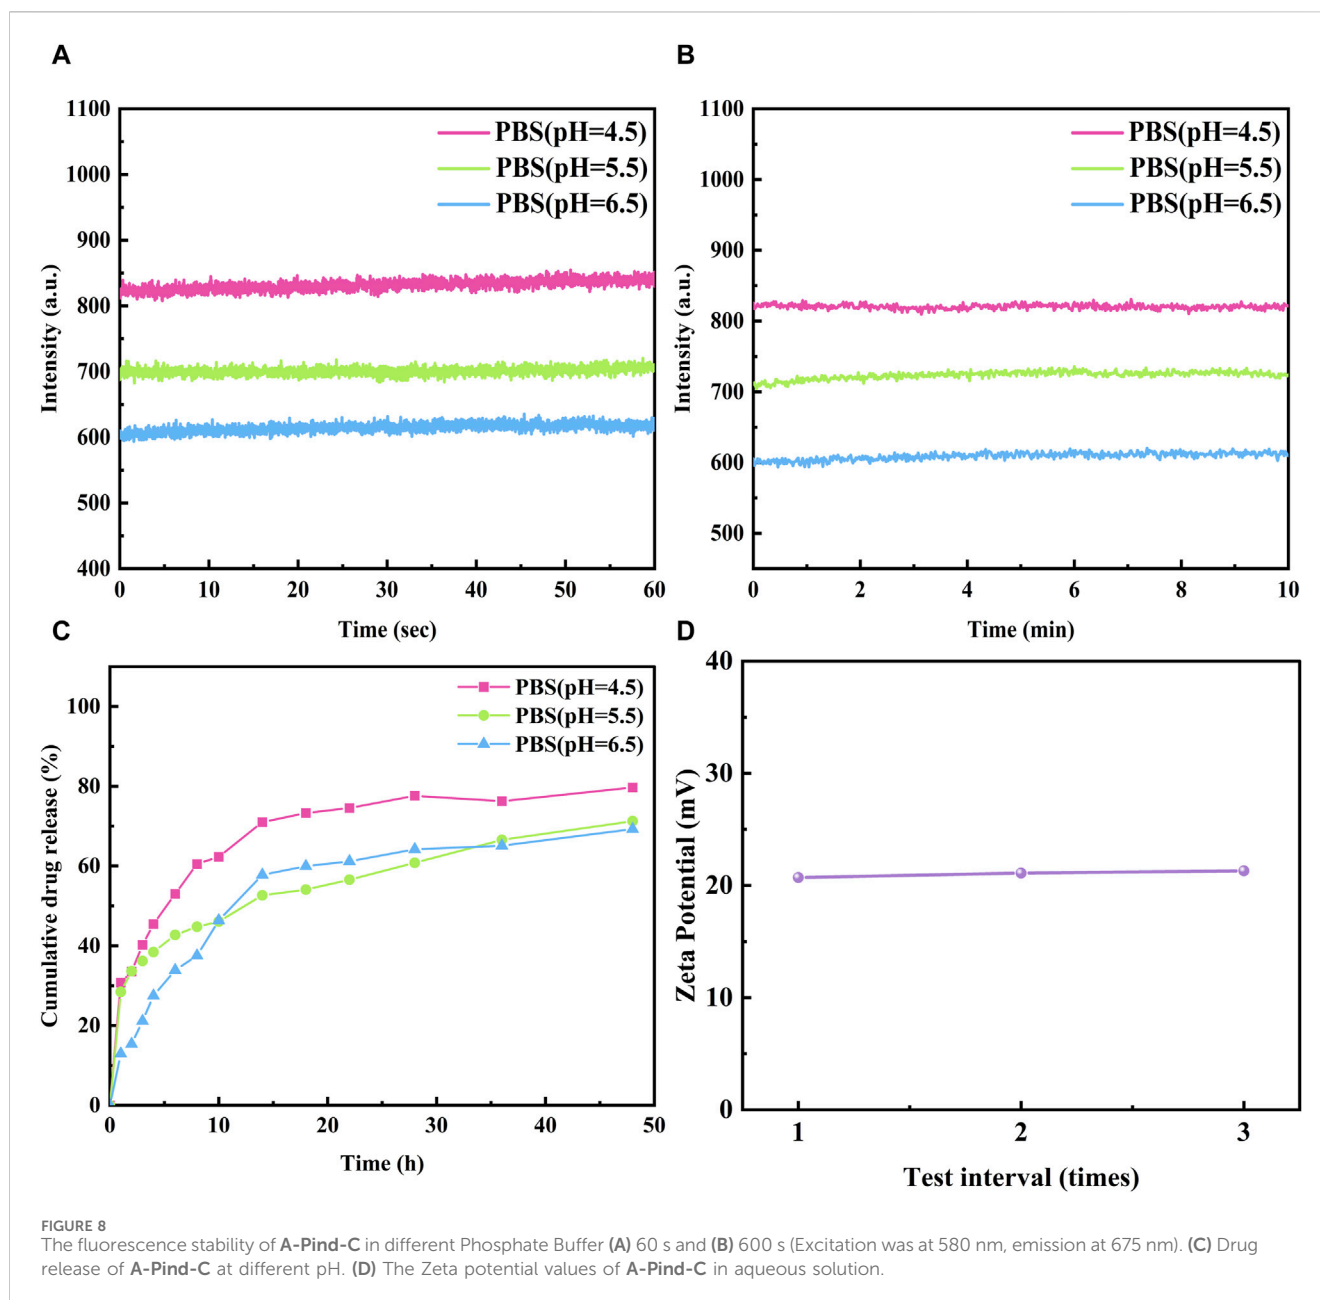 A
1100
1000
900
800
700
600
500
400
Intensity (a.u.)
PBS(pH=4.5)
PBS(pH=5.5)
PBS(pH=6.5)
0 10 20 30 40 50 60
Time (sec)
B
1100
1000
900
800
700
600
500
Intensity (a.u.)
PBS(pH=4.5)
PBS(pH=5.5)
PBS(pH=6.5)
0 2 4 6 8 10
Time (min)
C
100
80
60
40
20
0
Cumulative drug release (%)
PBS(pH=4.5)
PBS(pH=5.5)
PBS(pH=6.5)
0 10 20 30 40 50
Time (h)
D
40
30
20
10
0
Zeta Potential (mV)
1 2 3
Test interval (times)
FIGURE 8
The fluorescence stability of A-Pind-C in different Phosphate Buffer (A) 60 s and (B) 600 s (Excitation was at 580 nm, emission at 675 nm). (C) Drug
release of A-Pind-C at different pH. (D) The Zeta potential values of A-Pind-C in aqueous solution.